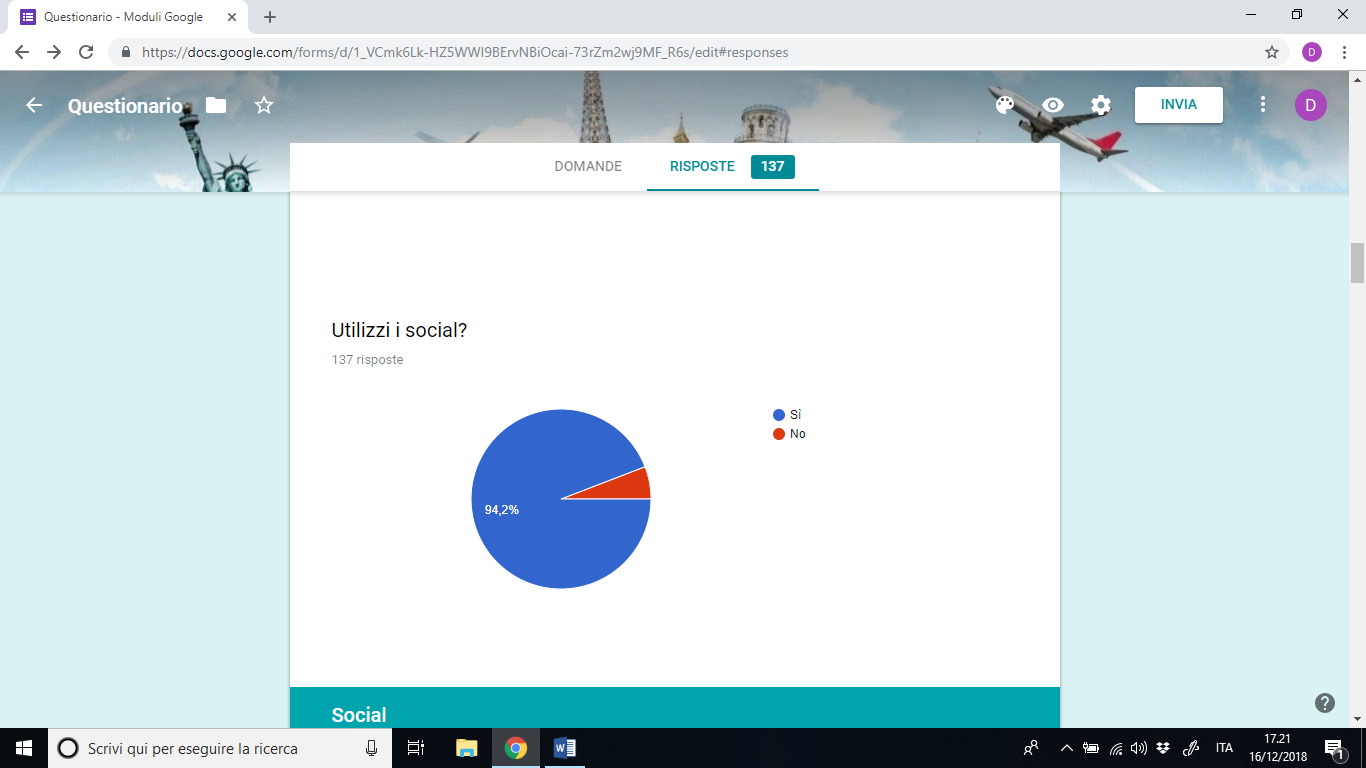 Questionario - Moduli Google
https://docs.google.com/forms/d/1_VCmk6Lk-HZ5WWI9BErvNBiOcai-73rZm2wj9MF_R6s/edit#responses
D
Questionario
INVIA
D
DOMANDE
RISPOSTE 137
Utilizzi i social?
137 risposte
Sì
No
94,2%
Social
Scrivi qui per eseguire la ricerca
ITA
17.21
16/12/2018
1